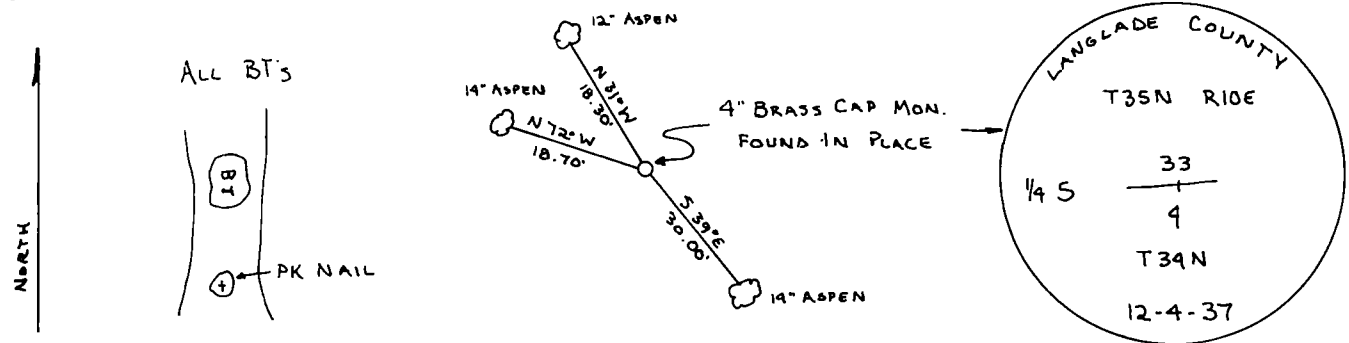 NORTH
ALL BT's
BT
PK NAIL
12" ASPEN
N 31° W
18.30'
14" ASPEN
N 72° W
18.70'
S 39° E
30.00'
14" ASPEN
4" BRASS CAP MON.
FOUND IN PLACE
LANGLADE COUNTY
T35N R10E
1/4 S
33
4
T34N
12-4-37